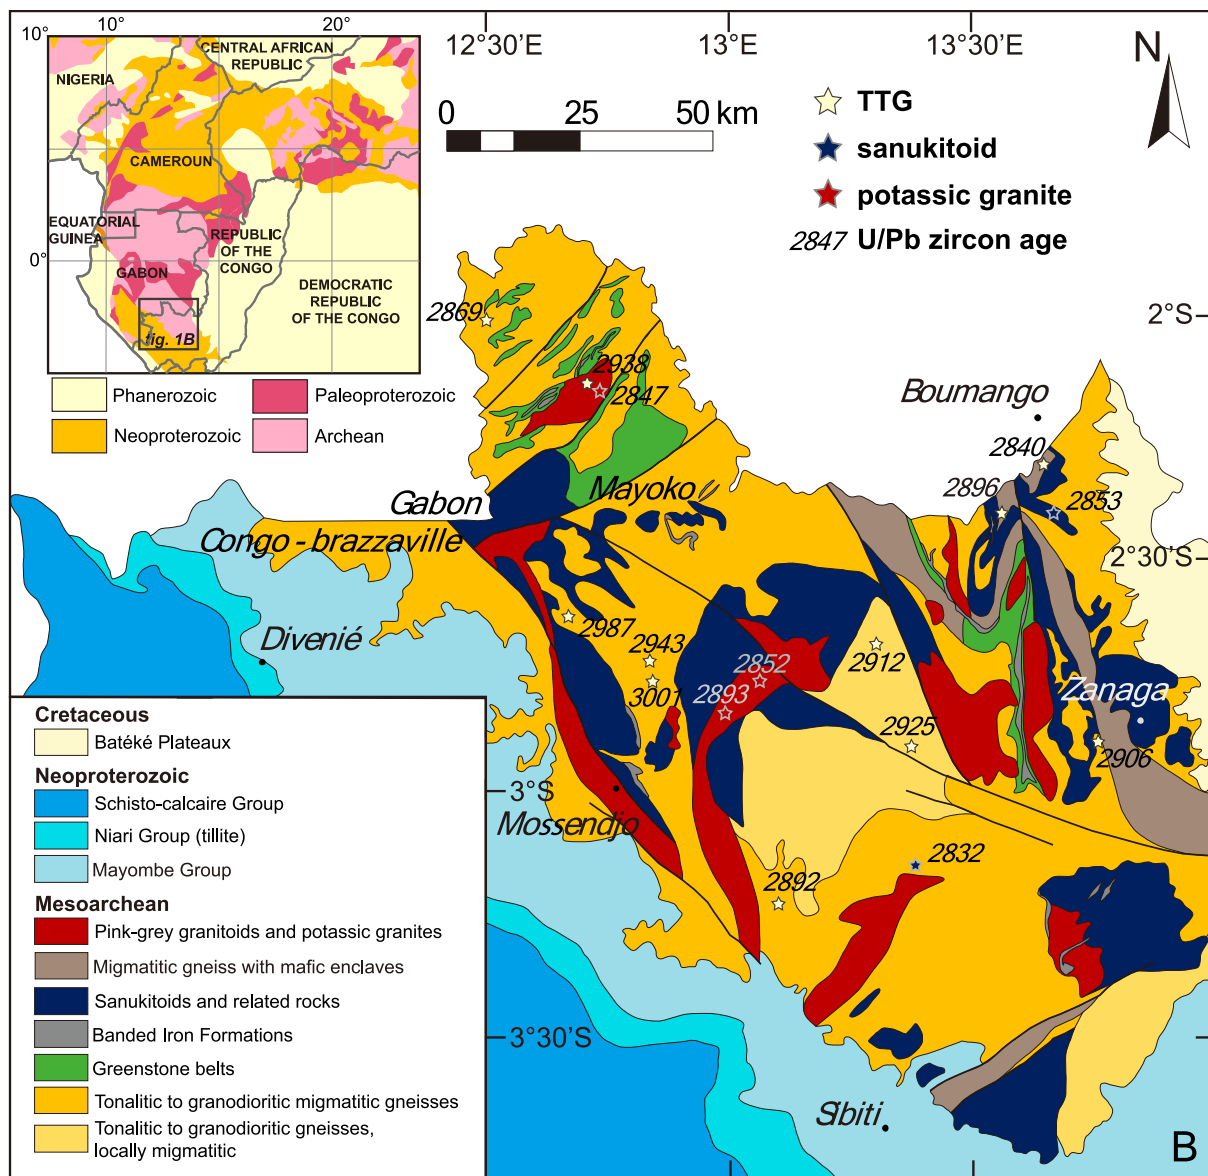 10°
10°
20°
12°30'E
13°E
13°30'E
N
CENTRAL AFRICAN
REPUBLIC
NIGERIA
CAMEROUN
EQUATORIAL
GUINEA
REPUBLIC
OF THE
CONGO
0°
GABON
DEMOCRATIC
REPUBLIC
OF THE CONGO
fig. 1B
0
25
50 km
TTG
sanukitoid
potassic granite
2847 U/Pb zircon age
Phanerozoic
Paleoproterozoic
Neoproterozoic
Archean
2°S
2869
2938
2847
Boumango
2840
2896
2853
Gabon
Mayoko
Congo-brazzaville
2°30'S
Divenié
2987
2943
3001
2852
2893
2912
2925
Zanaga
2906
3°S
Mossendjo
2832
2892
3°30'S
Sibiti
Cretaceous
Batéké Plateaux
Neoproterozoic
Schisto-calcaire Group
Niari Group (tillite)
Mayombe Group
Mesoarchean
Pink-grey granitoids and potassic granites
Migmatitic gneiss with mafic enclaves
Sanukitoids and related rocks
Banded Iron Formations
Greenstone belts
Tonalitic to granodioritic migmatitic gneisses
Tonalitic to granodioritic gneisses,
locally migmatitic
B